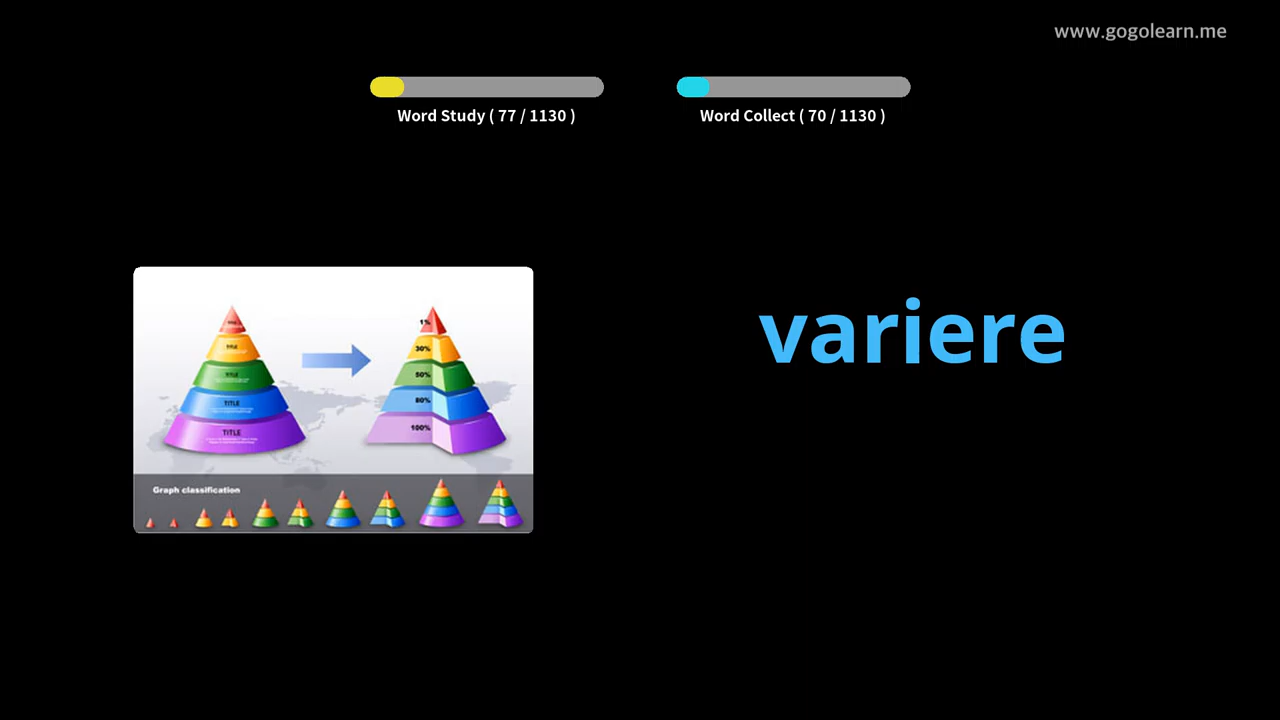 www.gogolearn.me
Word Study ( 77 / 1130 )
Word Collect ( 70 / 1130 )
variere
1%
30%
50%
80%
100%
TITLE
TITLE
TITLE
TITLE
Graph classification